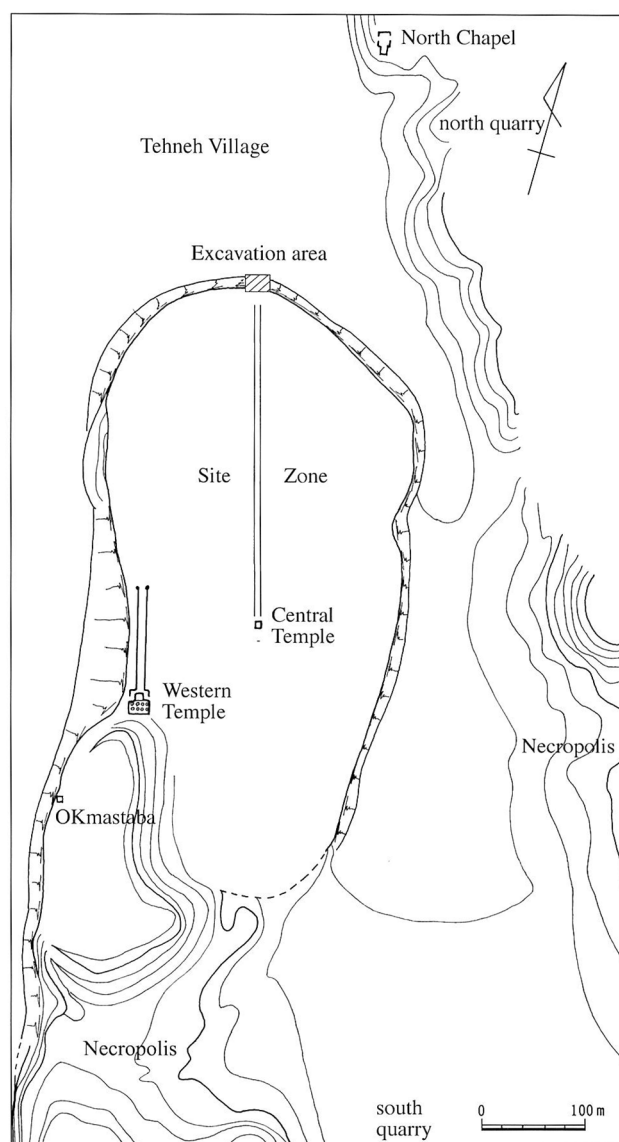 North Chapel
north quarry
Tehneh Village
Excavation area
Site Zone
Central
Temple
Western
Temple
Necropolis
OKmastaba
Necropolis
south
quarry
0 100 m